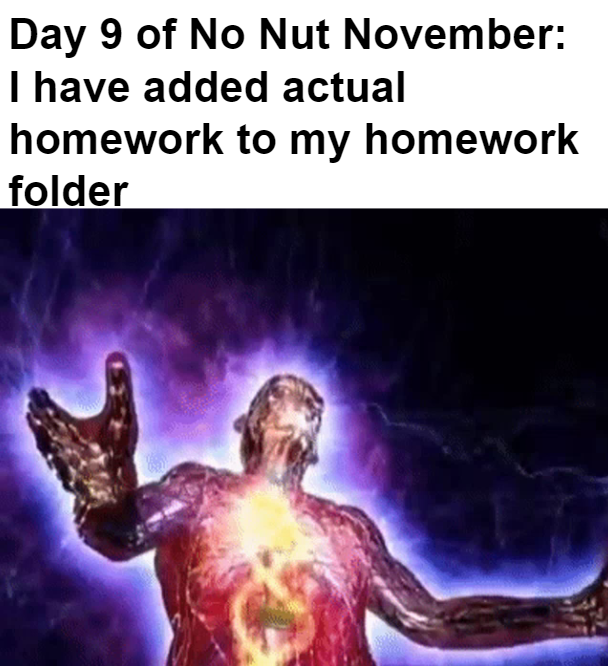 Day 9 of No Nut November:
I have added actual
homework to my homework
folder